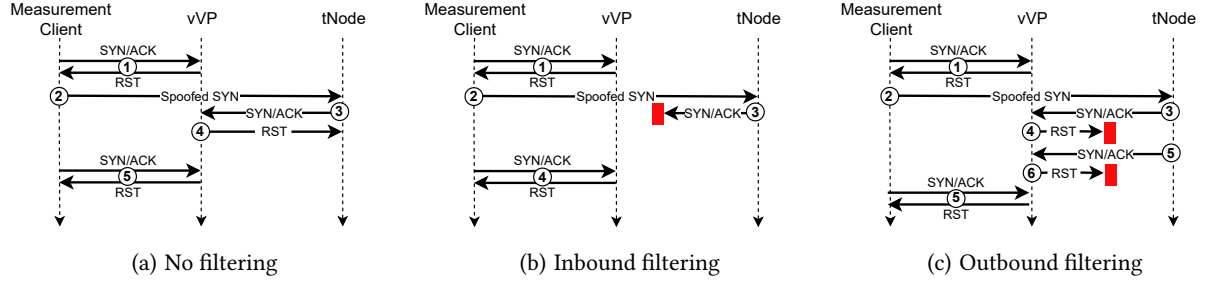 Measurement
Client
vVP
tNode
SYN/ACK
1
RST
2
Spoofed SYN
3
SYN/ACK
4
RST
SYN/ACK
5
RST
(a) No filtering
Measurement
Client
vVP
tNode
SYN/ACK
1
RST
2
Spoofed SYN
SYN/ACK
3
SYN/ACK
4
RST
(b) Inbound filtering
Measurement
Client
vVP
tNode
SYN/ACK
1
RST
2
Spoofed SYN
SYN/ACK
3
4
RST
SYN/ACK
5
6
RST
SYN/ACK
5
RST
(c) Outbound filtering